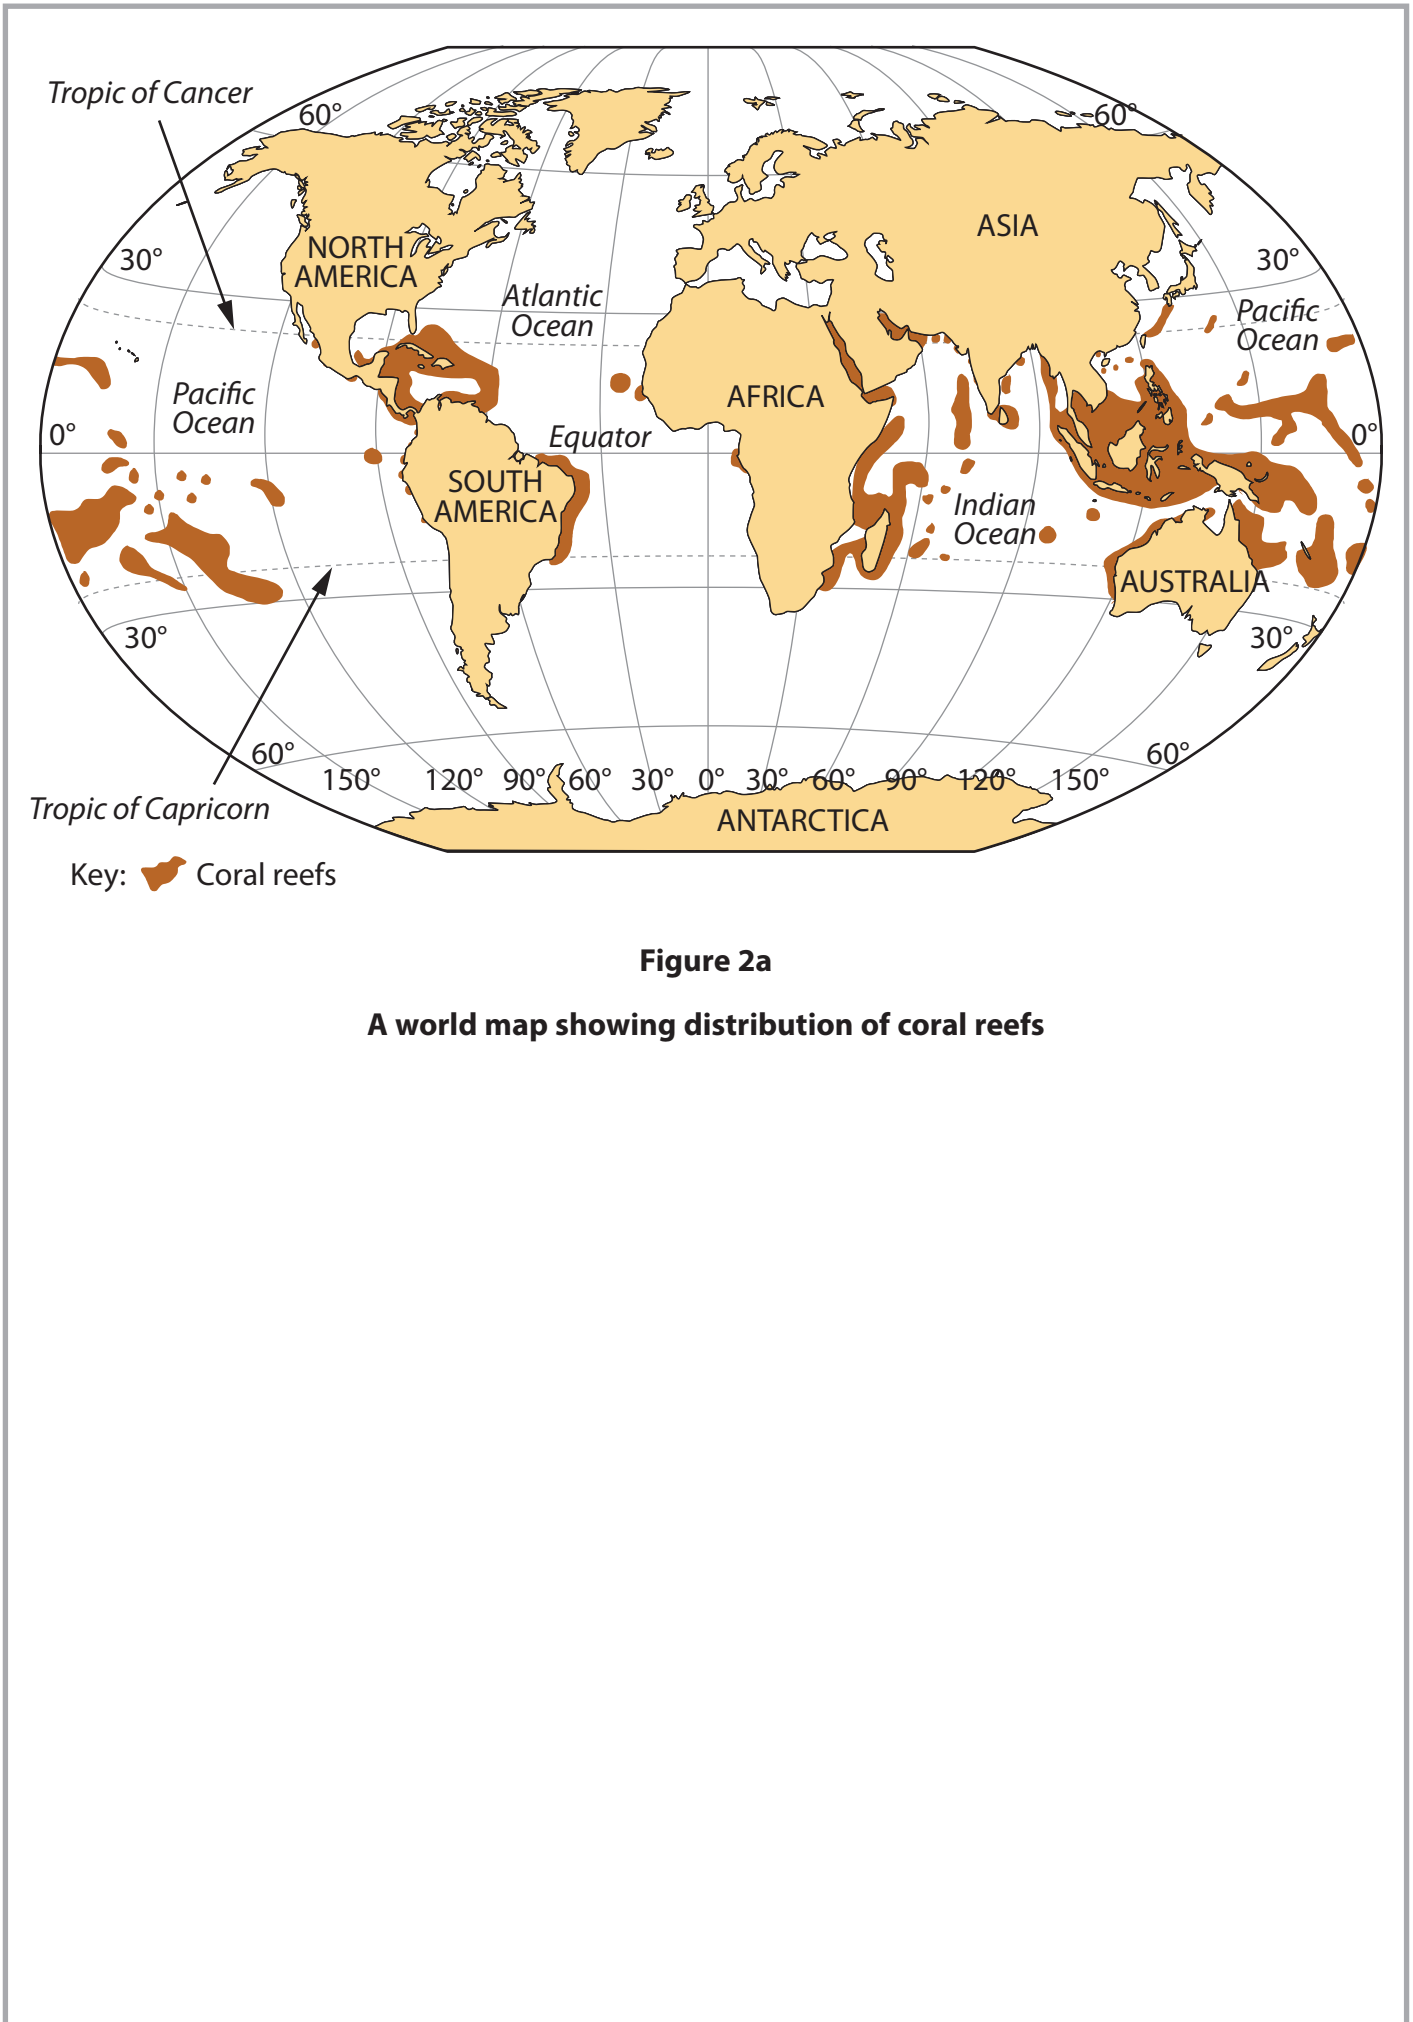 Tropic of Cancer
60°
60°
ASIA
NORTH
AMERICA
30°
30°
Atlantic
Ocean
Pacific
Ocean
Pacific
Ocean
AFRICA
0°
Equator
0°
SOUTH
AMERICA
Indian
Ocean
AUSTRALIA
30°
30°
60°
60°
150° 120° 90° 60° 30° 0° 30° 60° 90° 120° 150°
Tropic of Capricorn
ANTARCTICA
Key: Coral reefs
Figure 2a
A world map showing distribution of coral reefs